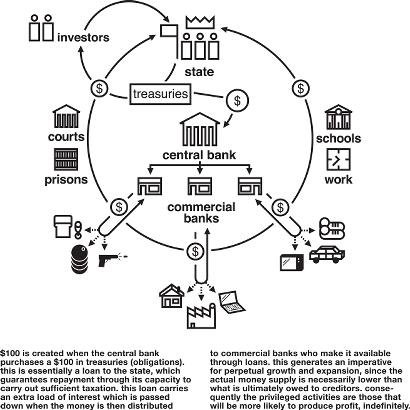 investors
state
$
$
treasuries
$
courts
prisons
central bank
schools
work
$
commercial
banks
$
$
$100 is created when the central bank
purchases a $100 in treasuries (obligations).
this is essentially a loan to the state, which
guarantees repayment through its capacity to
carry out sufficient taxation. this loan carries
an extra load of interest which is passed
down when the money is then distributed
to commercial banks who make it available
through loans. this generates an imperative
for perpetual growth and expansion, since
the actual money supply is necessarily lower than
what is ultimately owed to creditors. conse-
quently the privileged activities are those that
will be more likely to produce profit, indefinitely.